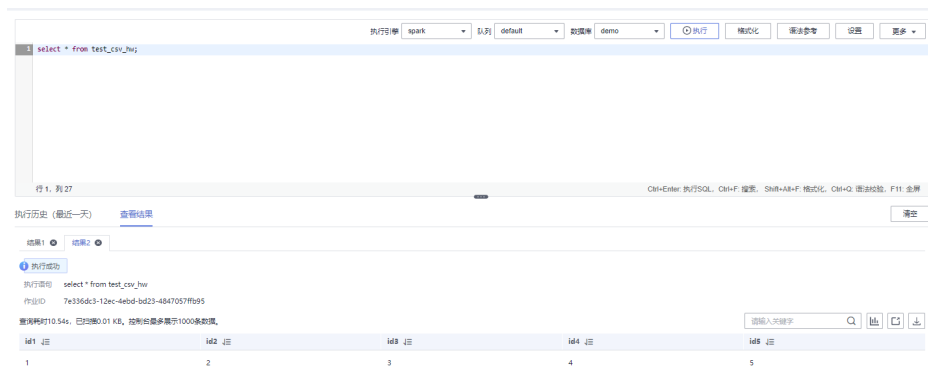 执行引擎 spark 队列 default 数据库 demo 执行 格式化 语法参考 设置 更多
1 select * from test_csv_hw;
行 1，列 27 Ctrl+Enter: 执行SQL，Ctrl+F: 搜索， Shift+Alt+F: 格式化，Ctrl+Q: 语法校验，F11: 全屏
执行历史（最近一天） 查看结果 清空
结果1 结果2
执行成功
执行语句 select * from test_csv_hw
作业ID 7e336dc3-12ec-4ebd-bd23-4847057ffb95
查询耗时10.54s，已扫描0.01 KB。控制台最多展示1000条数据。 请输入关键字
id1 id2 id3 id4 id5
1 2 3 4 5